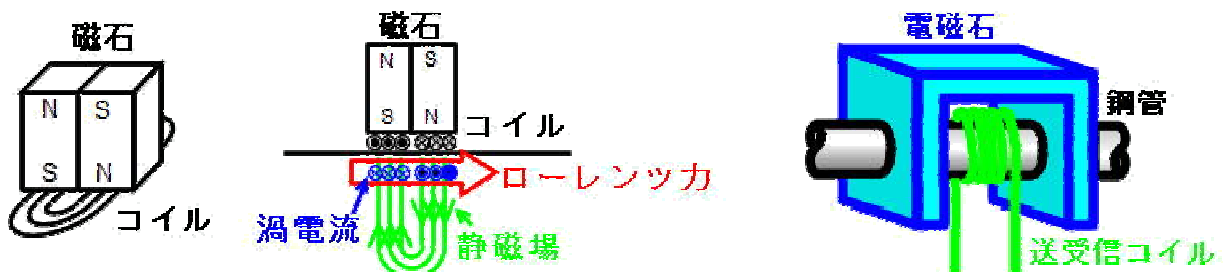 磁石
N S
S N
コイル
磁石
N S
S N
コイル
ローレンツ力
渦電流
静磁場
電磁石
鋼管
送受信コイル